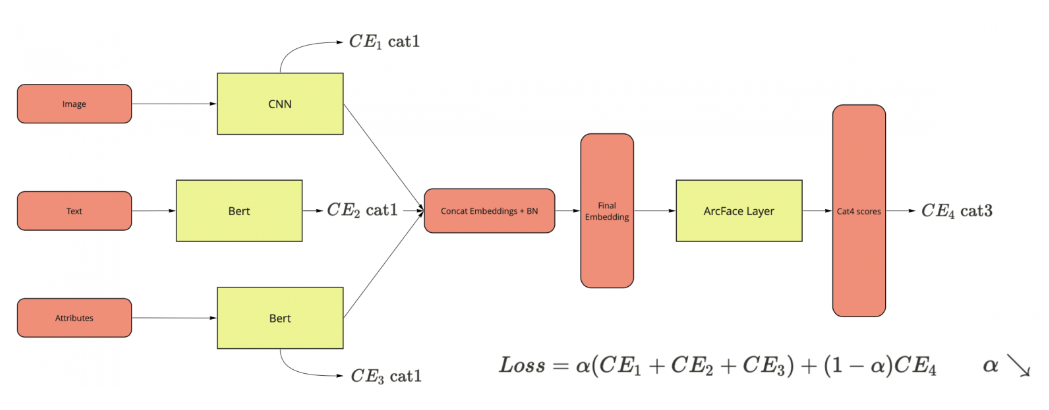 CE₁ cat1
Image
CNN
Text
Bert
CE₂ cat1
Concat Embeddings + BN
Final
Embedding
ArcFace Layer
Cat4 scores
CE₄ cat3
Attributes
Bert
CE₃ cat1
Loss = α(CE₁ + CE₂ + CE₃) + (1 − α)CE₄ α ↘